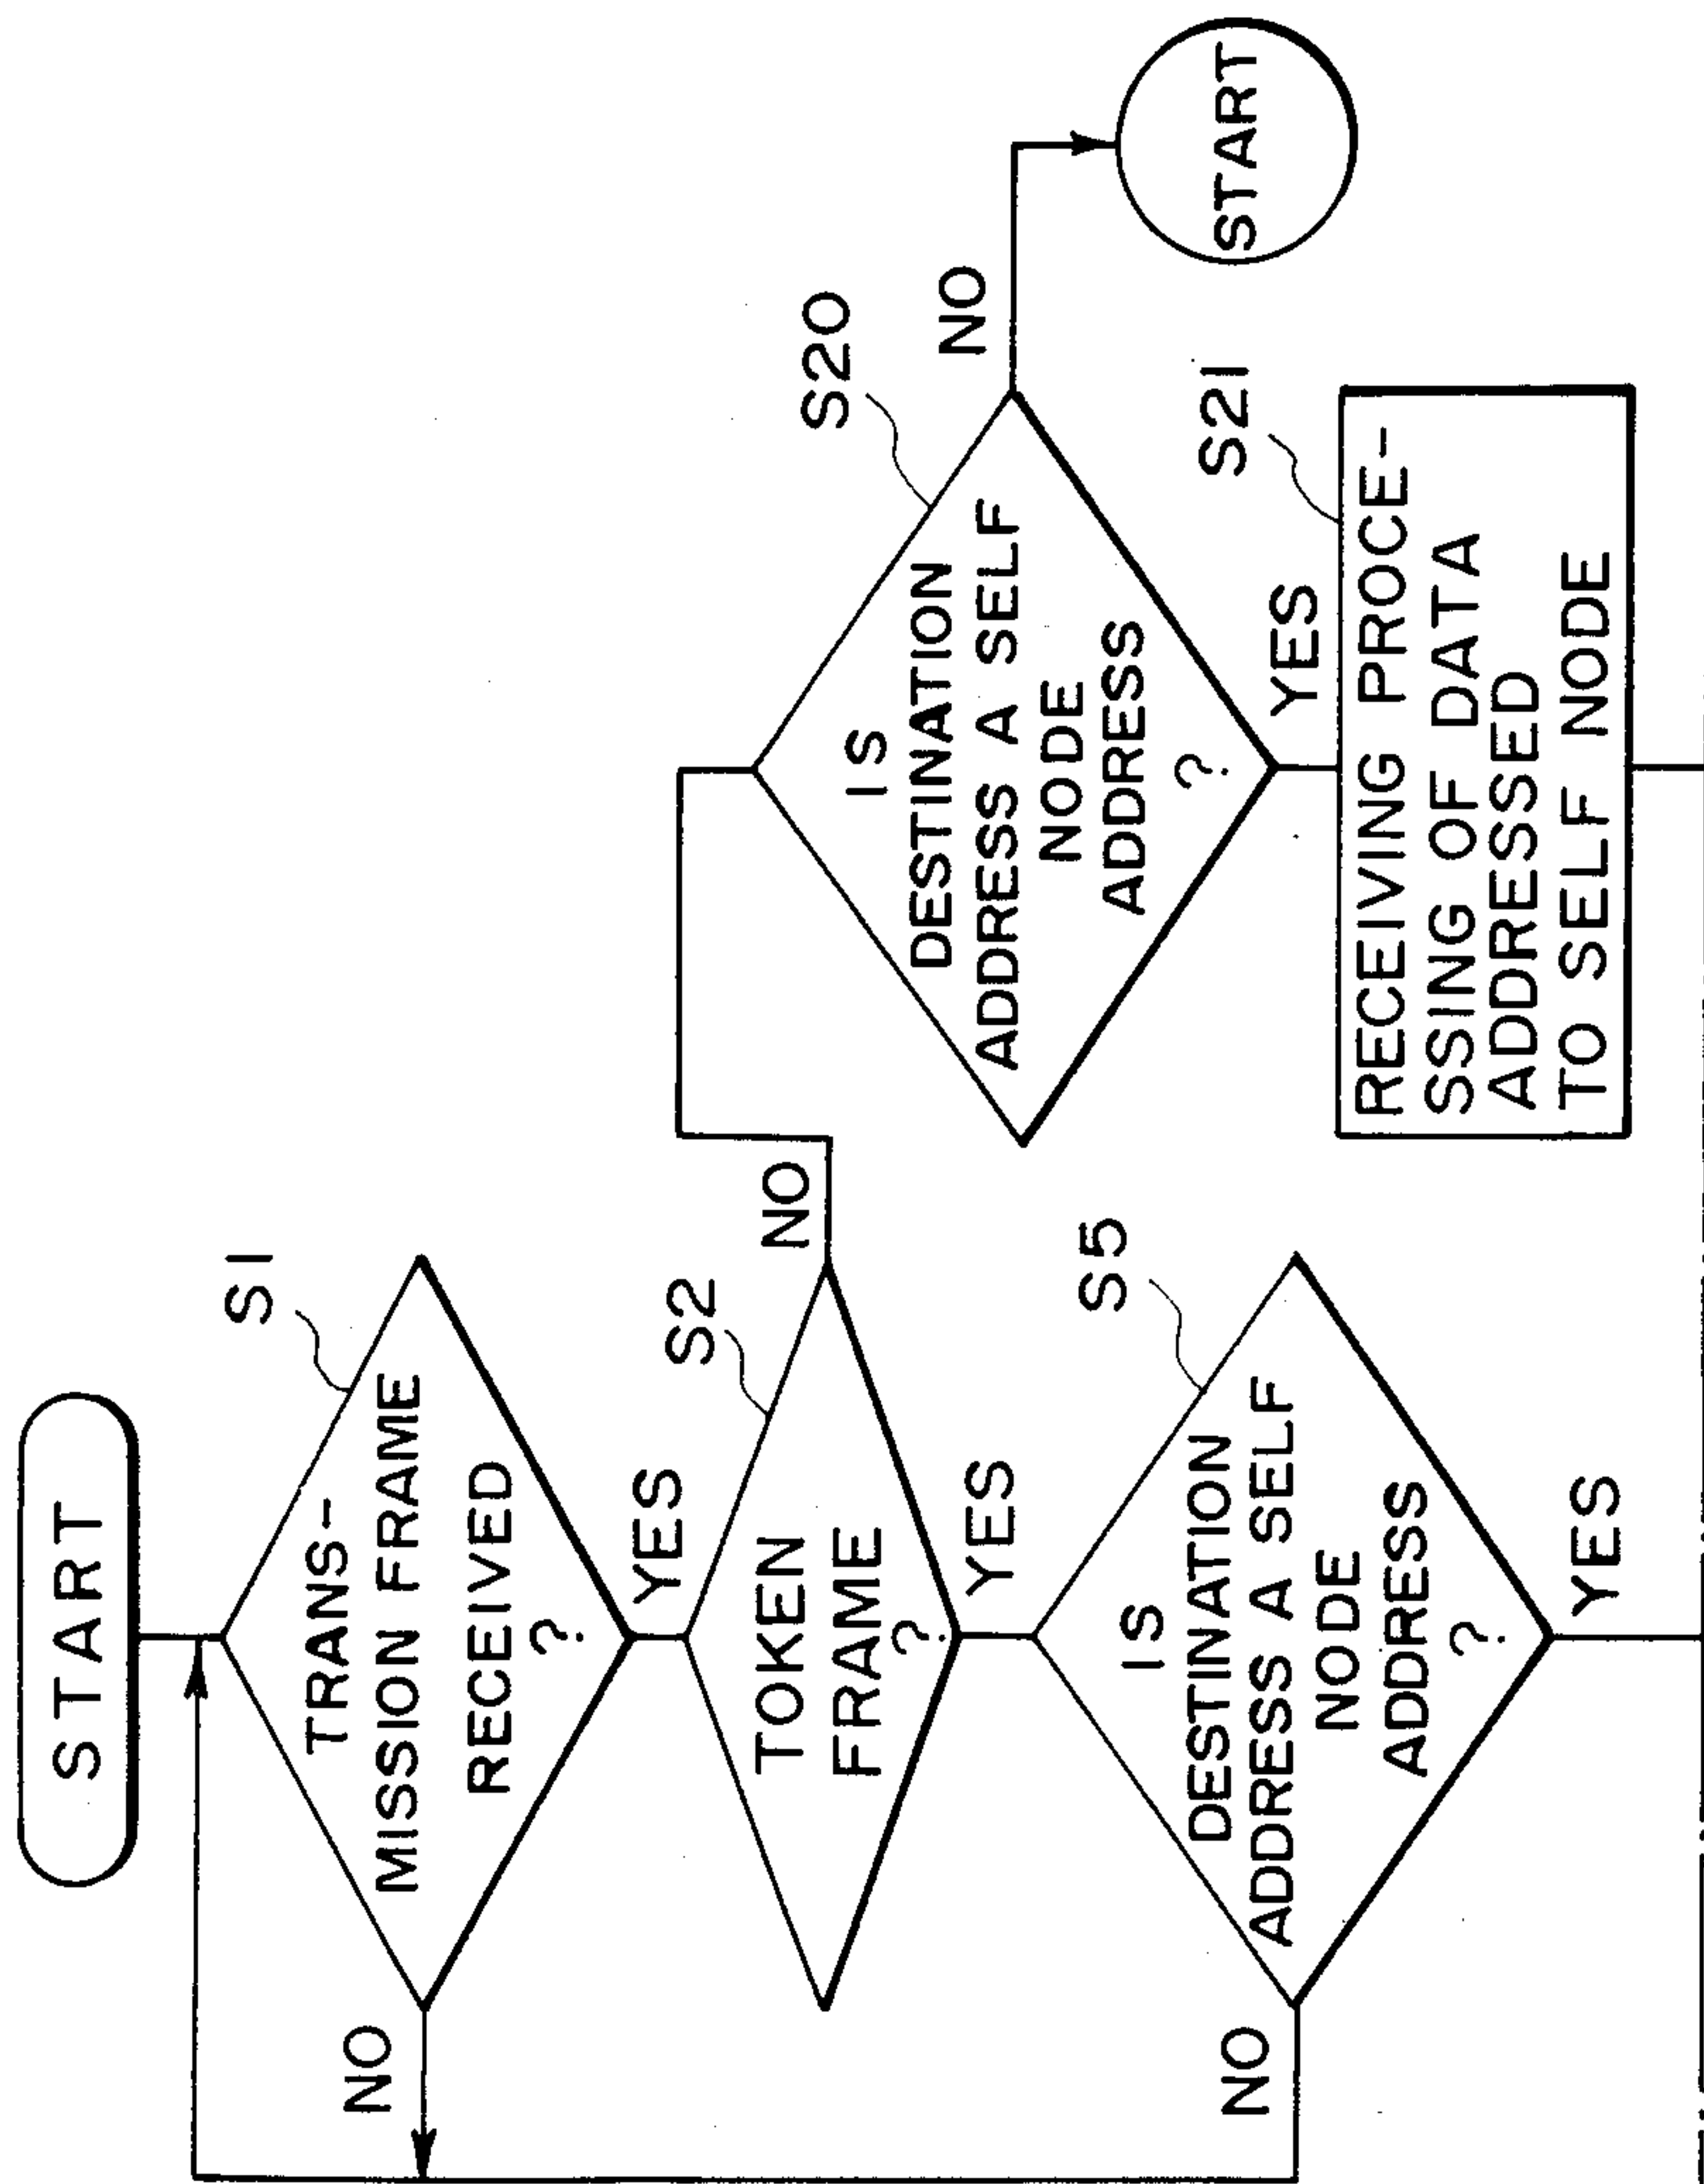 START
S1
TRANS-
MISSION FRAME
RECEIVED
?
NO
YES
S2
TOKEN
FRAME
?
NO
YES
S5
IS
DESTINATION
ADDRESS A SELF
NODE
ADDRESS
?
NO
YES
S20
IS
DESTINATION
ADDRESS A SELF
NODE
ADDRESS
?
NO
START
YES
S21
RECEIVING PROCE-
SSING OF DATA
ADDRESSED
TO SELF NODE